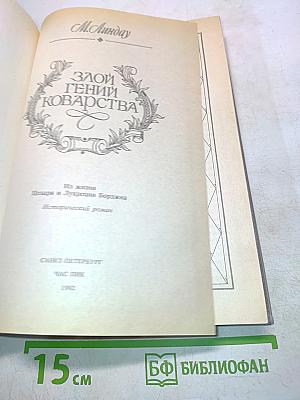 М. Линдау
ЗЛОЙ
ГЕНИЙ
КОВАРСТВА
Из жизни
Цезаря и Лукреции Борджиа
Исторический роман
САНКТ-ПЕТЕРБУРГ
ЧАС ПИК
1992
15 см
БФ БИБЛИОФАН